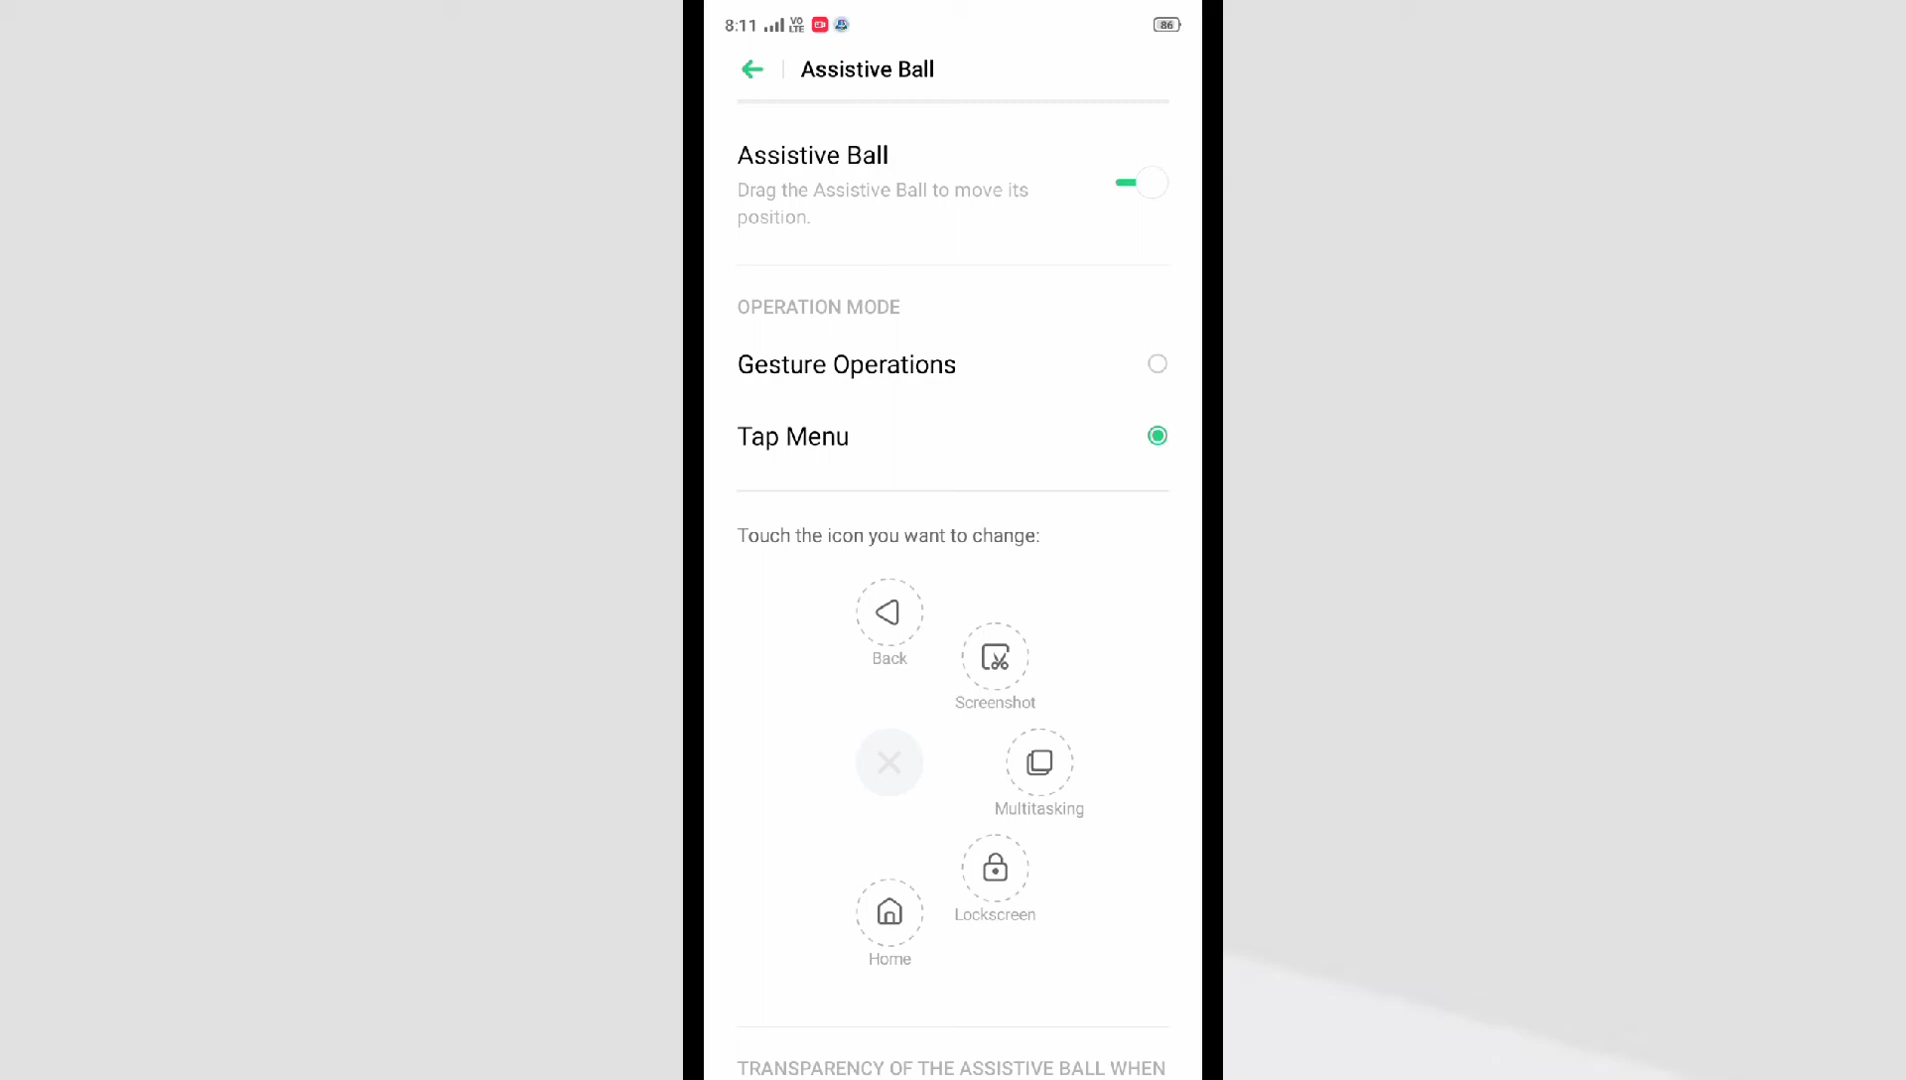 8:11 VO LTE 86
Assistive Ball
Assistive Ball
Drag the Assistive Ball to move its
position.
OPERATION MODE
Gesture Operations
Tap Menu
Touch the icon you want to change:
Back
Screenshot
Multitasking
Lockscreen
Home
TRANSPARENCY OF THE ASSISTIVE BALL WHEN